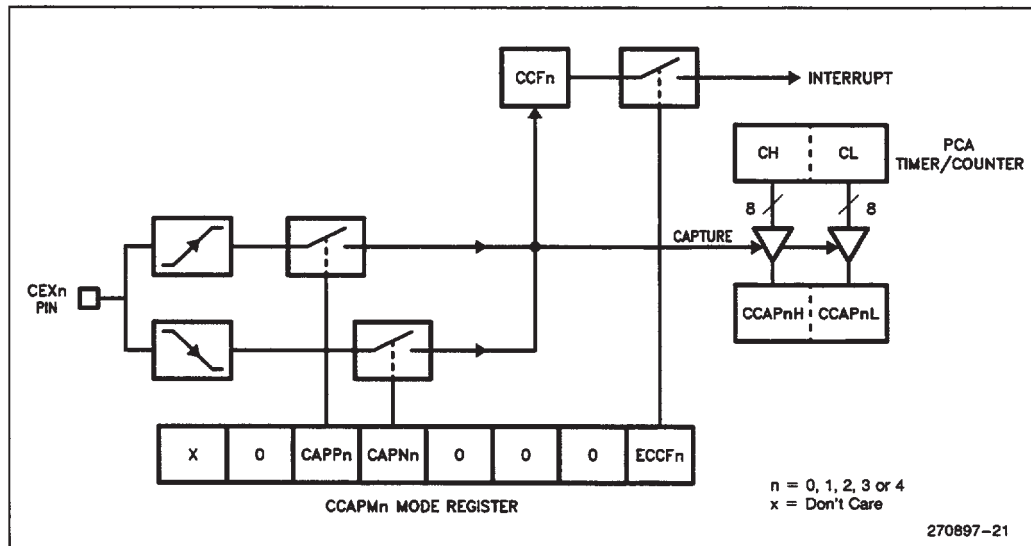 CCFn
INTERRUPT
CH
CL
PCA
TIMER/COUNTER
8
8
CAPTURE
CEXn
PIN
CCAPnH
CCAPnL
X
0
CAPPn
CAPNn
0
0
0
ECCFn
CCAPMn MODE REGISTER
n = 0, 1, 2, 3 or 4
x = Don't Care
270897-21